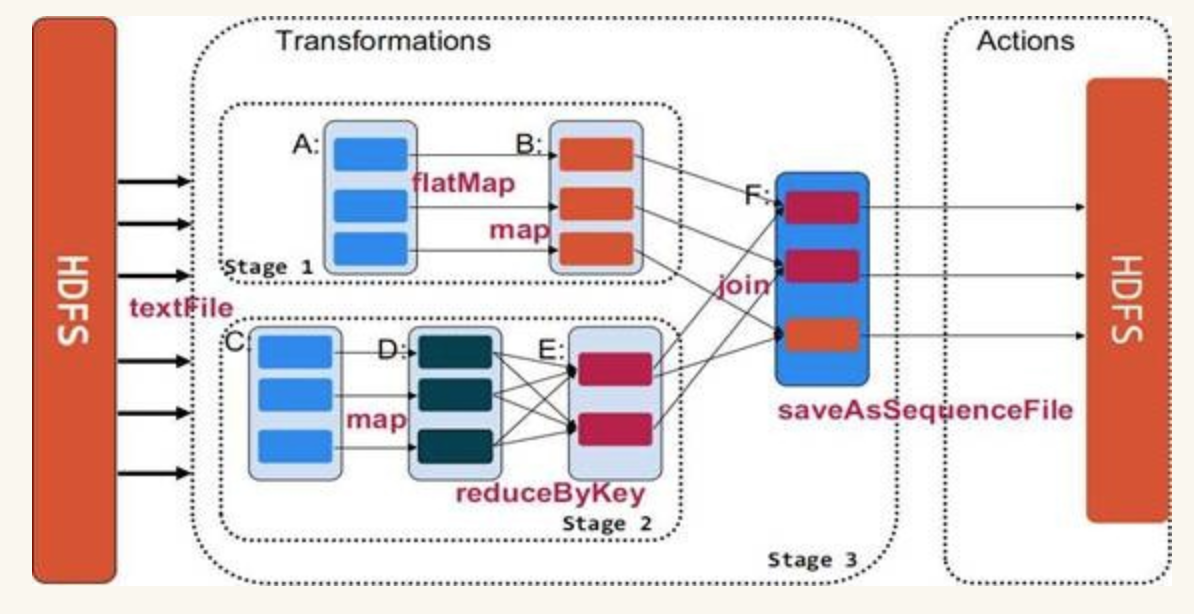 Transformations
Actions
HDFS
A:
B:
flatMap
map
Stage 1
F:
join
textFile
HDFS
C:
D:
E:
map
reduceByKey
Stage 2
saveAsSequenceFile
Stage 3